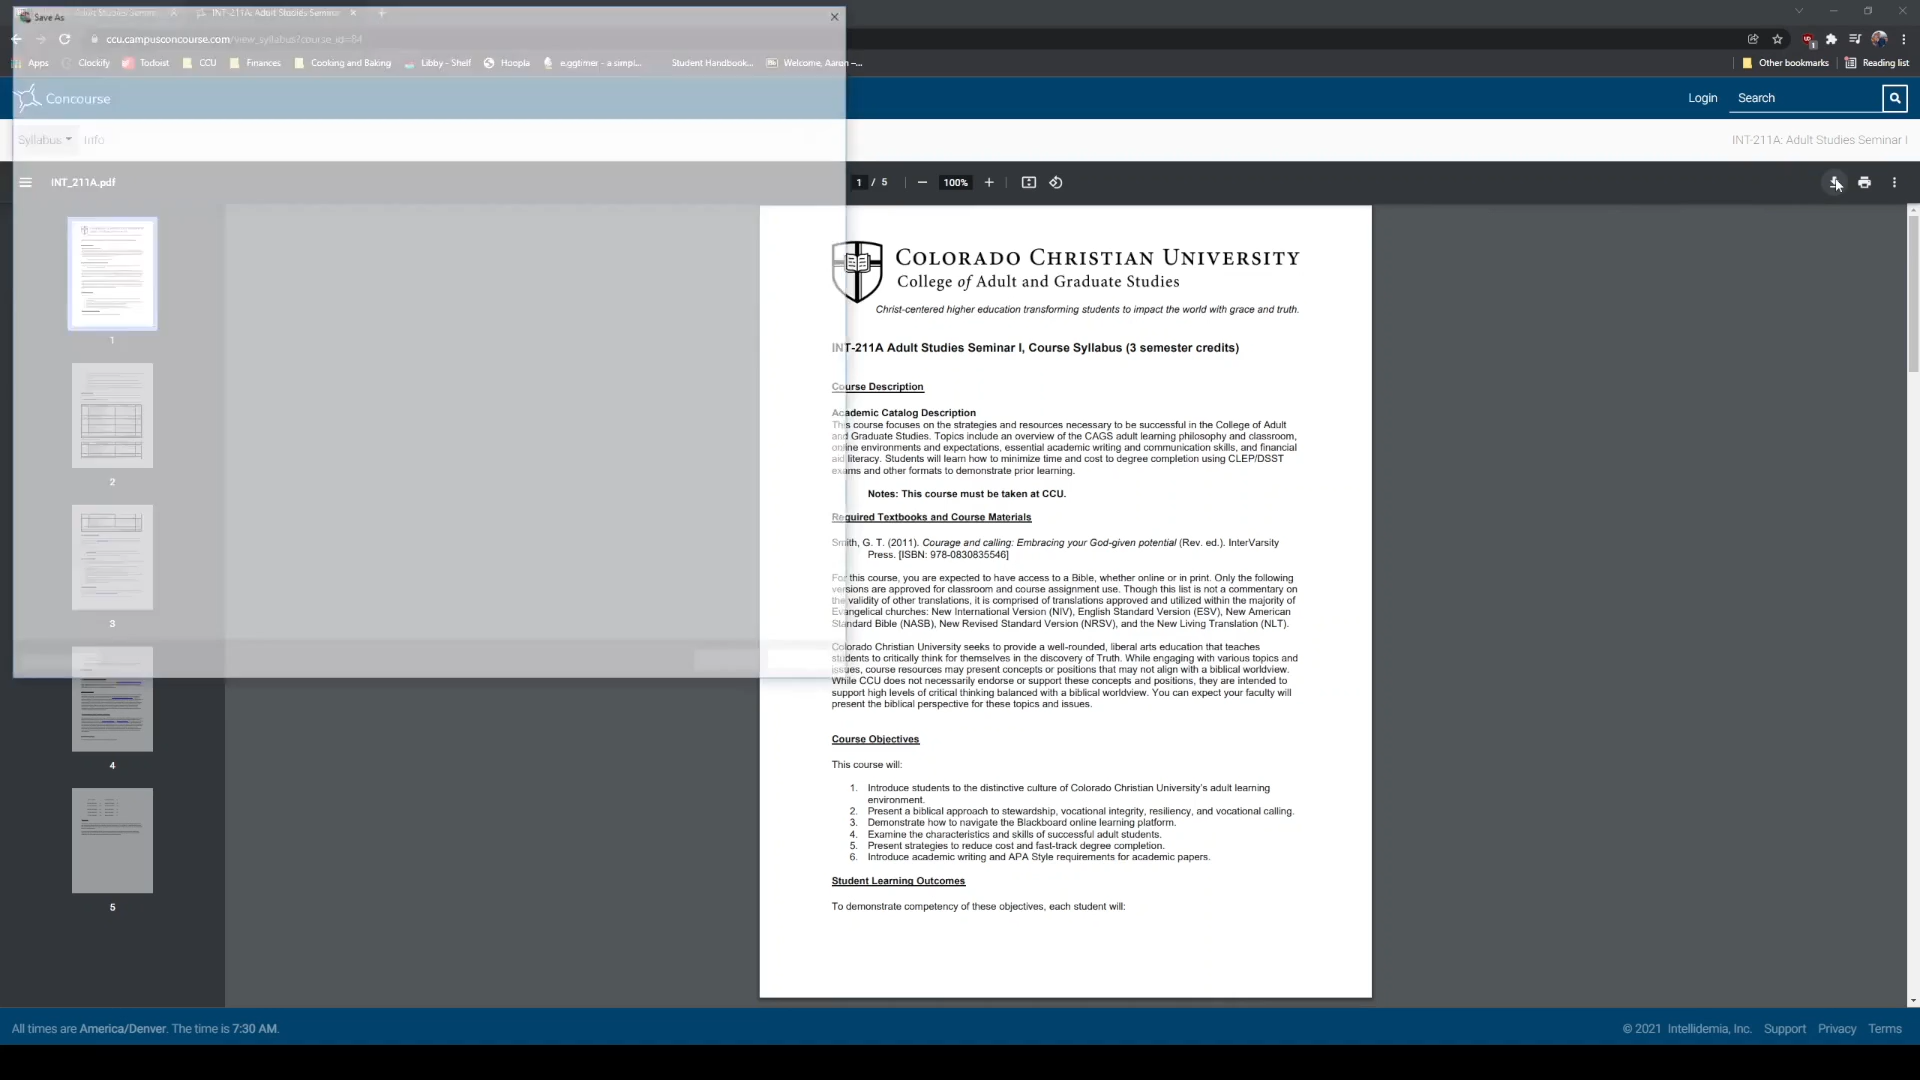 Save As
INT-211A: Adult Studies Seminar
ccu.campusconcourse.com/view_syllabus?course_id=84
Apps Clockify Todoist CCU Finances Cooking and Baking Libby - Shelf Hoopla e.ggtimer - a simpl... Student Handbook... Welcome, Aaron –... Other bookmarks Reading list
Concourse Login Search
Syllabus Info INT-211A: Adult Studies Seminar I
INT_211A.pdf 1 / 5 100%
COLORADO CHRISTIAN UNIVERSITY
College of Adult and Graduate Studies
Christ-centered higher education transforming students to impact the world with grace and truth.
INT-211A Adult Studies Seminar I, Course Syllabus (3 semester credits)
Course Description
Academic Catalog Description
This course focuses on the strategies and resources necessary to be successful in the College of Adult
and Graduate Studies. Topics include an overview of the CAGS adult learning philosophy and classroom,
online environments and expectations, essential academic writing and communication skills, and financial
aid literacy. Students will learn how to minimize time and cost to degree completion using CLEP/DSST
exams and other formats to demonstrate prior learning.
Notes: This course must be taken at CCU.
Required Textbooks and Course Materials
Smith, G. T. (2011). Courage and calling: Embracing your God-given potential (Rev. ed.). InterVarsity
Press. [ISBN: 978-0830835546]
For this course, you are expected to have access to a Bible, whether online or in print. Only the following
versions are approved for classroom and course assignment use. Though this list is not a commentary on
the validity of other translations, it is comprised of translations approved and utilized within the majority of
Evangelical churches: New International Version (NIV), English Standard Version (ESV), New American
Standard Bible (NASB), New Revised Standard Version (NRSV), and the New Living Translation (NLT).
Colorado Christian University seeks to provide a well-rounded, liberal arts education that teaches
students to critically think for themselves in the discovery of Truth. While engaging with various topics and
issues, course resources may present concepts or positions that may not align with a biblical worldview.
While CCU does not necessarily endorse or support these concepts and positions, they are intended to
support high levels of critical thinking balanced with a biblical worldview. You can expect your faculty will
present the biblical perspective for these topics and issues.
Course Objectives
This course will:
1. Introduce students to the distinctive culture of Colorado Christian University's adult learning
environment.
2. Present a biblical approach to stewardship, vocational integrity, resiliency, and vocational calling.
3. Demonstrate how to navigate the Blackboard online learning platform.
4. Examine the characteristics and skills of successful adult students.
5. Present strategies to reduce cost and fast-track degree completion.
6. Introduce academic writing and APA Style requirements for academic papers.
Student Learning Outcomes
To demonstrate competency of these objectives, each student will:
1
2
3
4
5
All times are America/Denver. The time is 7:30 AM. © 2021 Intellidemia, Inc. Support Privacy Terms